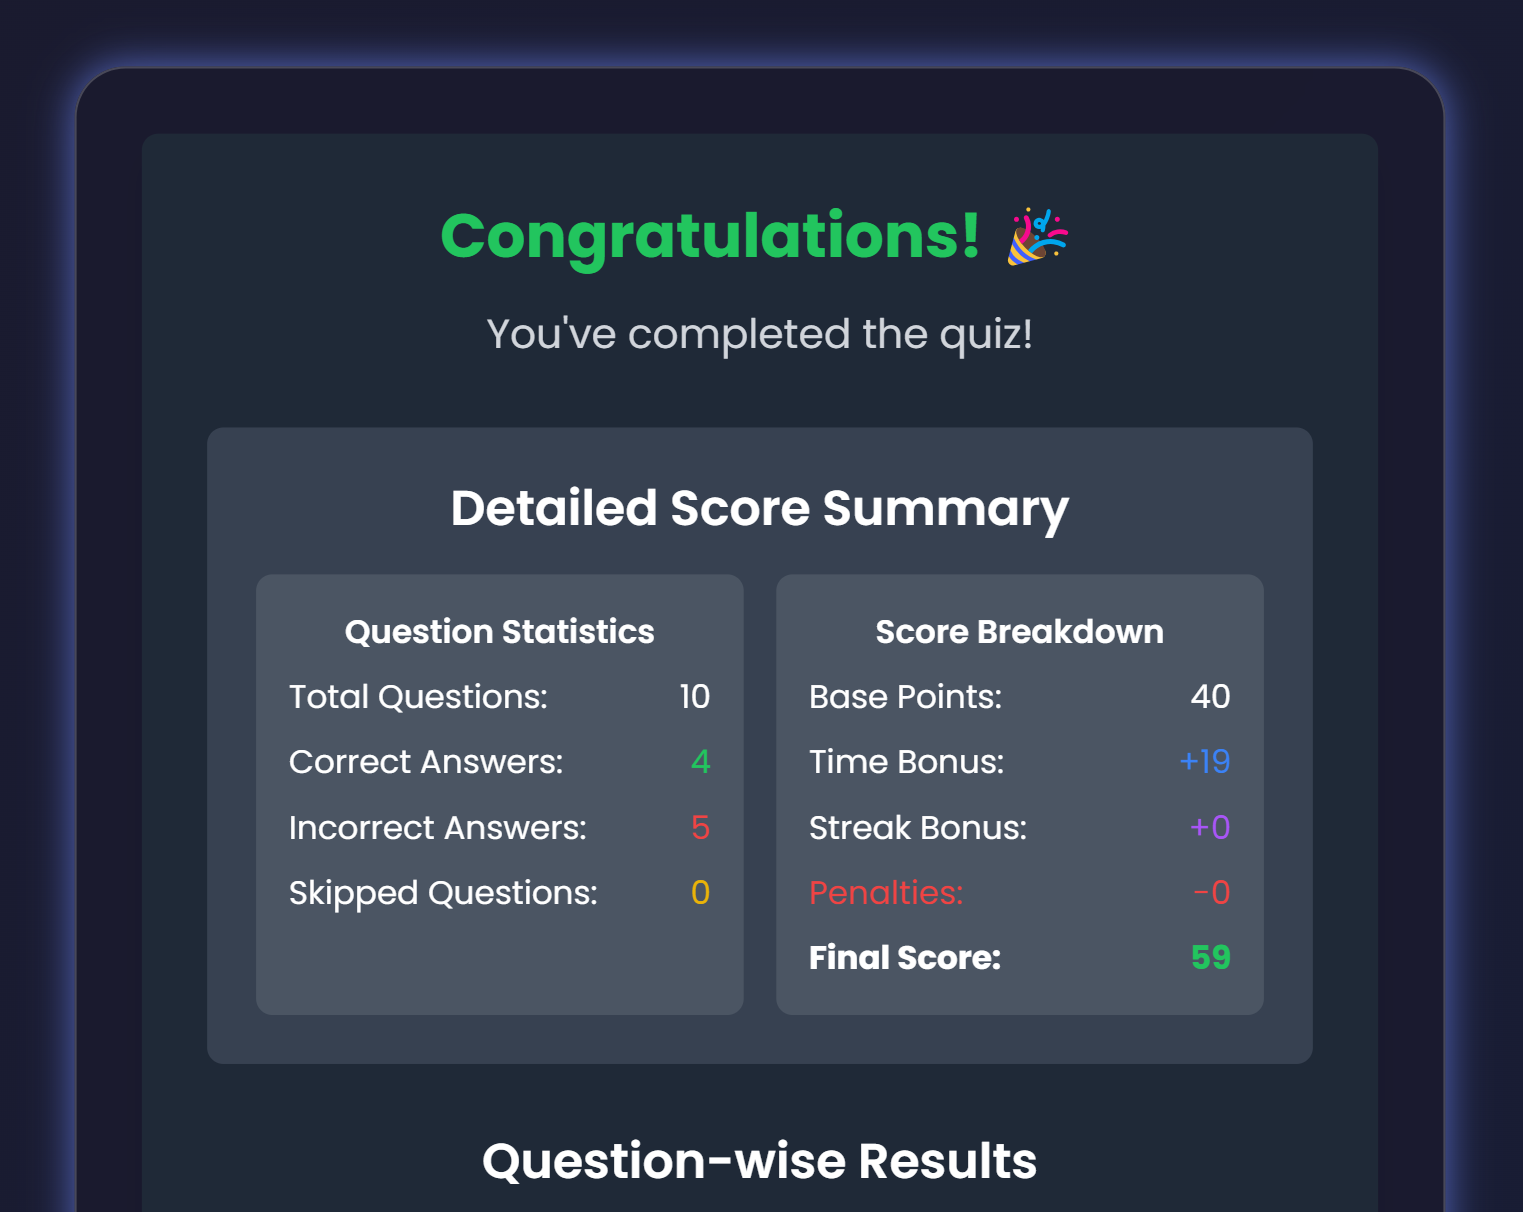 Congratulations! 🎉
You've completed the quiz!
Detailed Score Summary
Question Statistics
Total Questions: 10
Correct Answers: 4
Incorrect Answers: 5
Skipped Questions: 0
Score Breakdown
Base Points: 40
Time Bonus: +19
Streak Bonus: +0
Penalties: -0
Final Score: 59
Question-wise Results